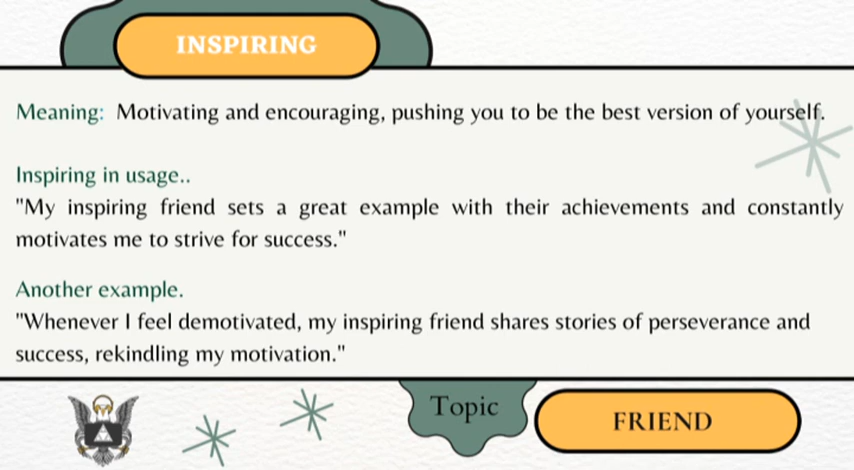 INSPIRING
Meaning: Motivating and encouraging, pushing you to be the best version of yourself.
Inspiring in usage..
"My inspiring friend sets a great example with their achievements and constantly
motivates me to strive for success."
Another example.
"Whenever I feel demotivated, my inspiring friend shares stories of perseverance and
success, rekindling my motivation."
Topic
FRIEND